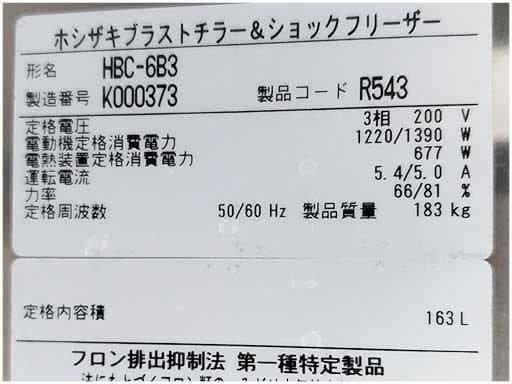 ホシザキブラストチラー&ショックフリーザー
形名 HBC-6B3
製造番号 K000373 製品コード R543
定格電圧 3相 200 V
電動機定格消費電力 1220/1390 W
電熱装置定格消費電力 677 W
運転電流 5.4/5.0 A
力率 66/81 %
定格周波数 50/60 Hz 製品質量 183 kg
定格内容積 163 L
フロン排出抑制法 第一種特定製品